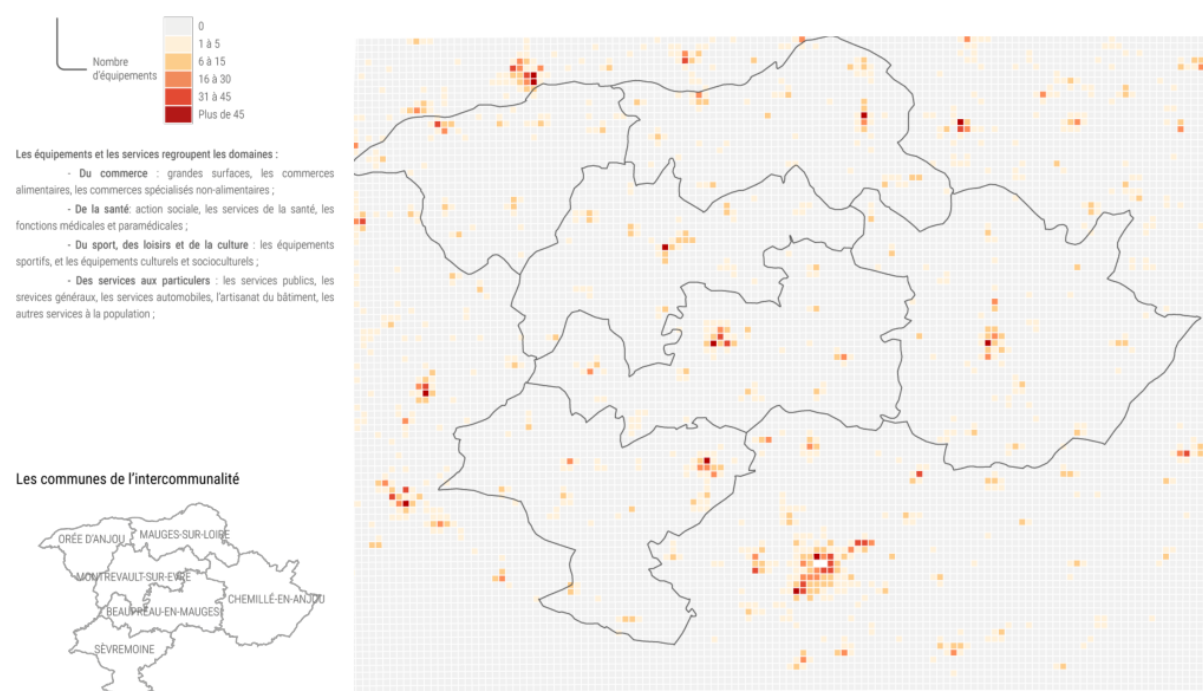 0
1 à 5
Nombre
d'équipements
6 à 15
16 à 30
31 à 45
Plus de 45
Les équipements et les services regroupent les domaines :
- Du commerce : grandes surfaces, les commerces
alimentaires, les commerces spécialisés non-alimentaires ;
- De la santé: action sociale, les services de la santé, les
fonctions médicales et paramédicales ;
- Du sport, des loisirs et de la culture : les équipements
sportifs, et les équipements culturels et socioculturels ;
- Des services aux particulers : les services publics, les
srevices généraux, les services automobiles, l'artisanat du bâtiment, les
autres services à la population ;
Les communes de l'intercommunalité
ORÉE D'ANJOU
MAUGES-SUR-LOIRE
MONTREVAULT-SUR-EVRE
CHEMILLÉ-EN-ANJOU
BEAUPREAU-EN-MAUGES
SÈVREMOINE